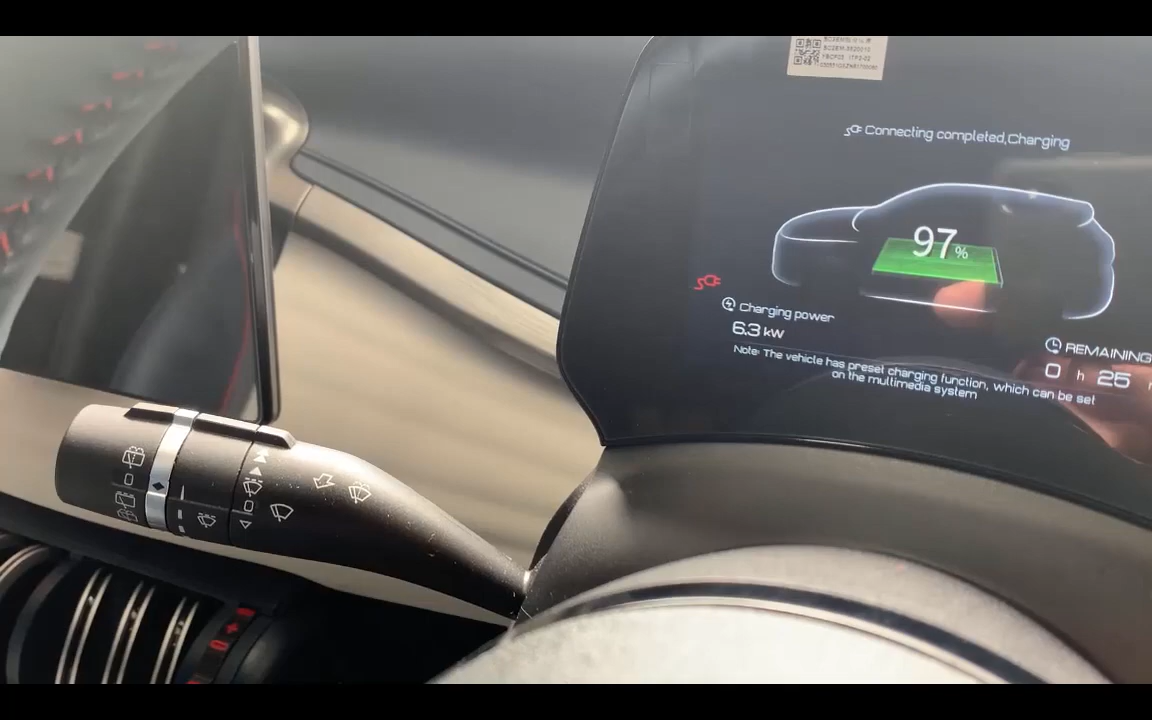 Connecting completed,Charging
97%
Charging power
6.3 kw
REMAINING
0 h 25
Note: The vehicle has preset charging function, which can be set
on the multimedia system
0 +